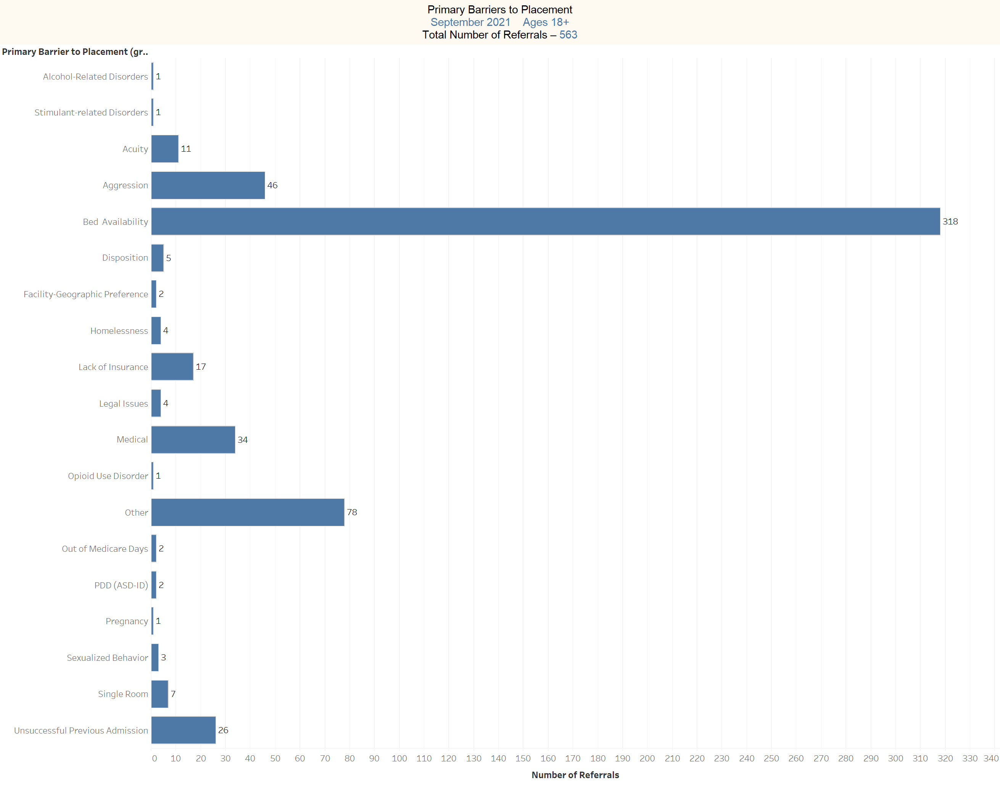 Primary Barriers to Placement
September 2021 Ages 18+
Total Number of Referrals – 563
Primary Barrier to Placement (gr..
Alcohol-Related Disorders 1
Stimulant-related Disorders 1
Acuity 11
Aggression 46
Bed Availability 318
Disposition 5
Facility-Geographic Preference 2
Homelessness 4
Lack of Insurance 17
Legal Issues 4
Medical 34
Opioid Use Disorder 1
Other 78
Out of Medicare Days 2
PDD (ASD-ID) 2
Pregnancy 1
Sexualized Behavior 3
Single Room 7
Unsuccessful Previous Admission 26
0 10 20 30 40 50 60 70 80 90 100 110 120 130 140 150 160 170 180 190 200 210 220 230 240 250 260 270 280 290 300 310 320 330 340
Number of Referrals